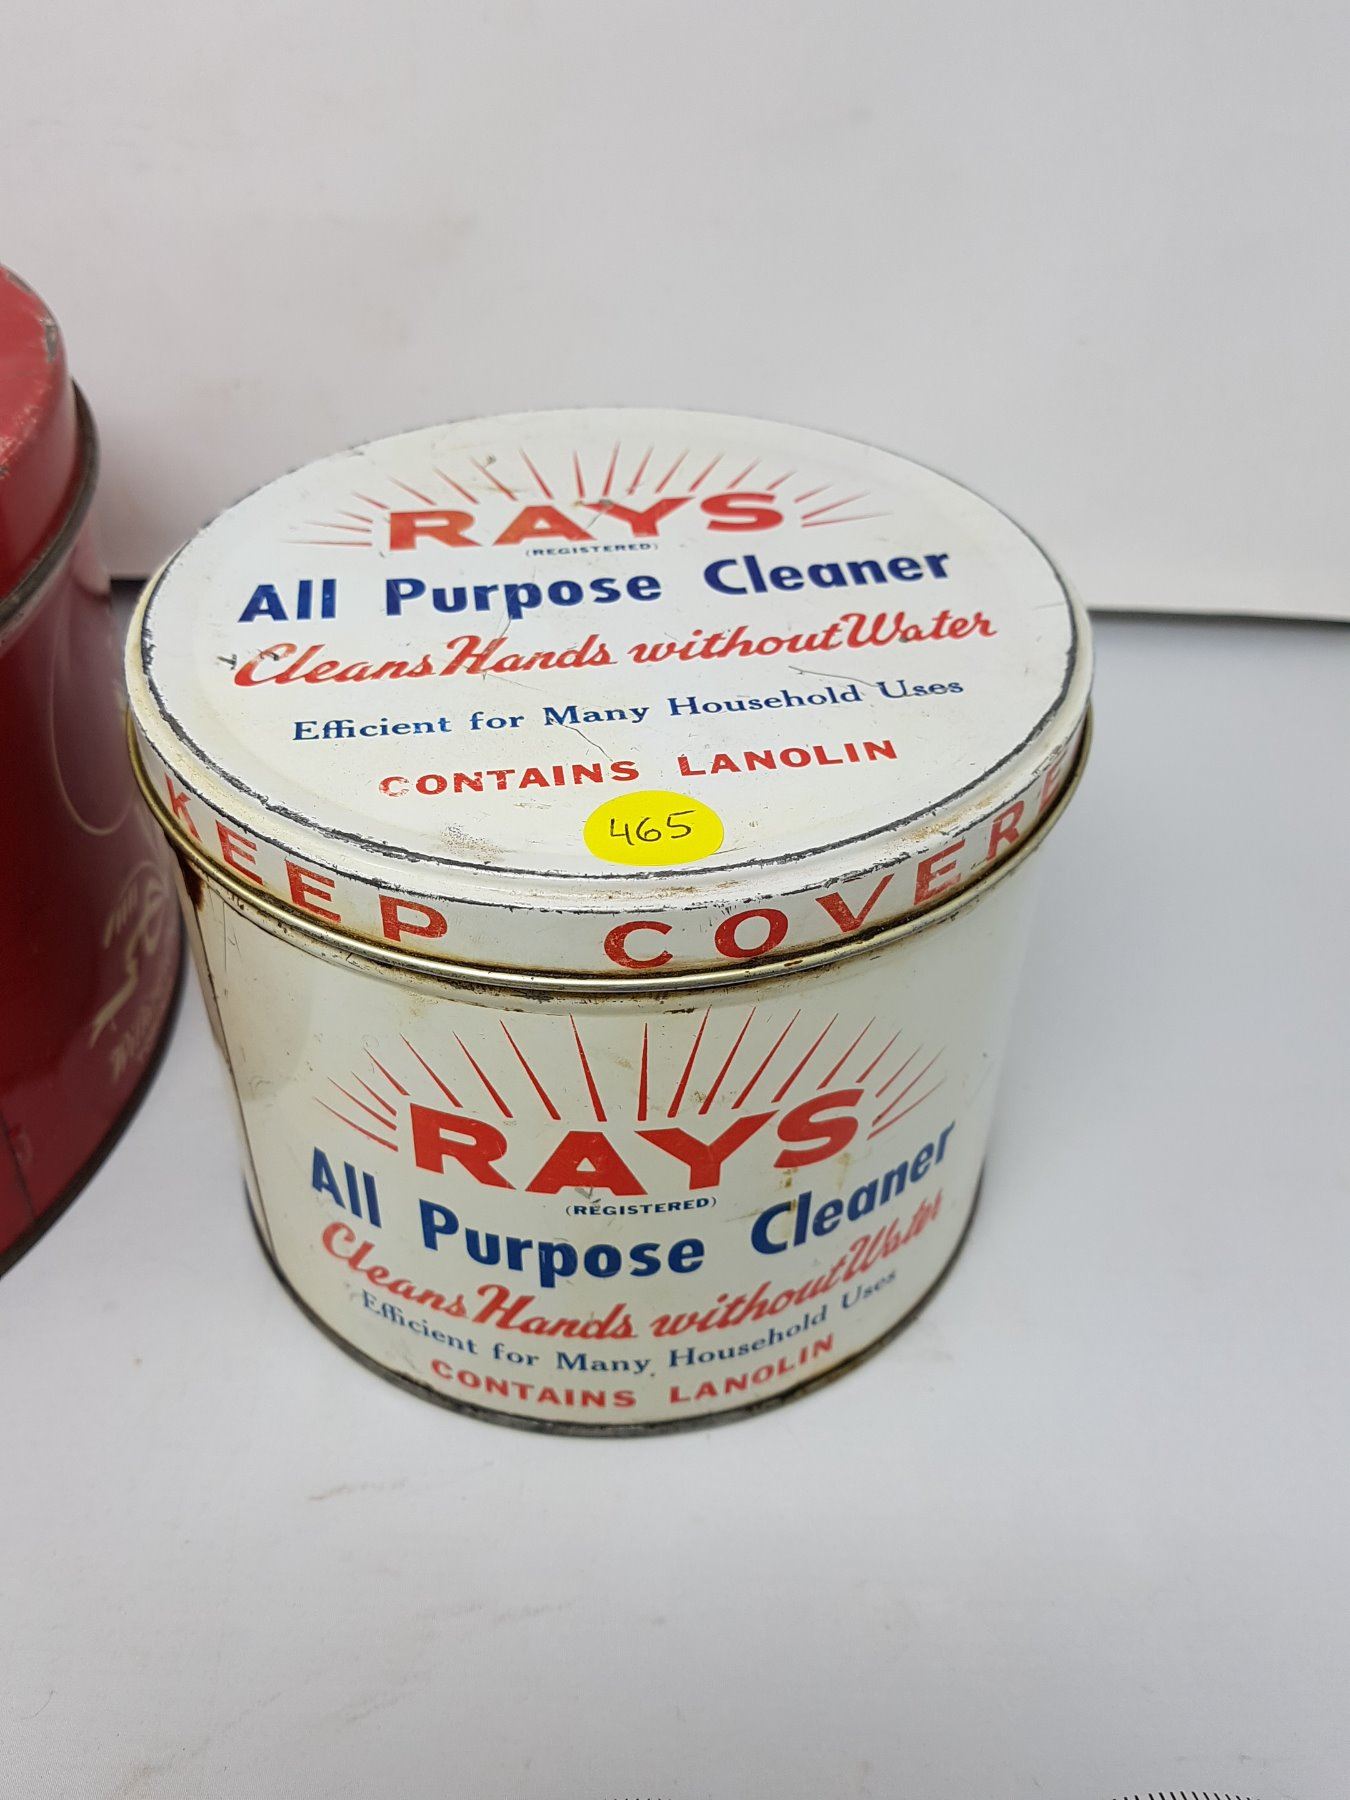 RAYS
(REGISTERED)
All Purpose Cleaner
Cleans Hands without Water
Efficient for Many Household Uses
CONTAINS LANOLIN
465
KEEP COVERE
RAYS
(REGISTERED)
All Purpose Cleaner
Cleans Hands without Water
Efficient for Many Household Uses
CONTAINS LANOLIN